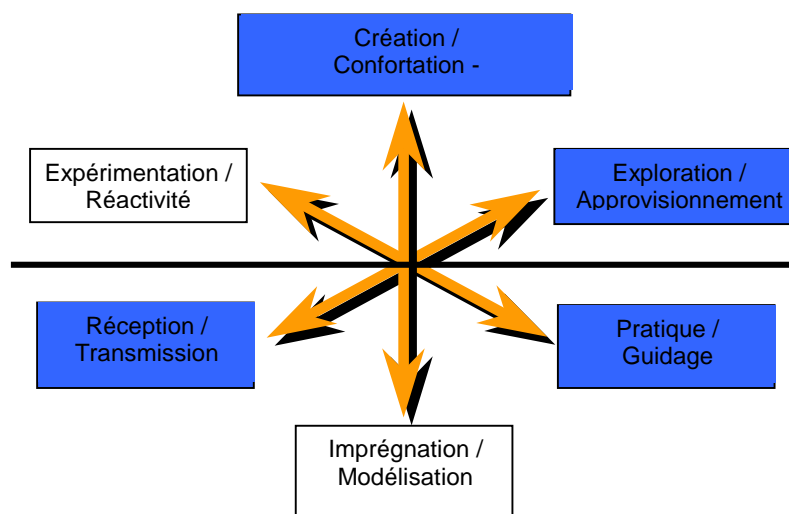 Création /
Confortation -
Expérimentation /
Réactivité
Exploration /
Approvisionnement
Réception /
Transmission
Pratique /
Guidage
Imprégnation /
Modélisation